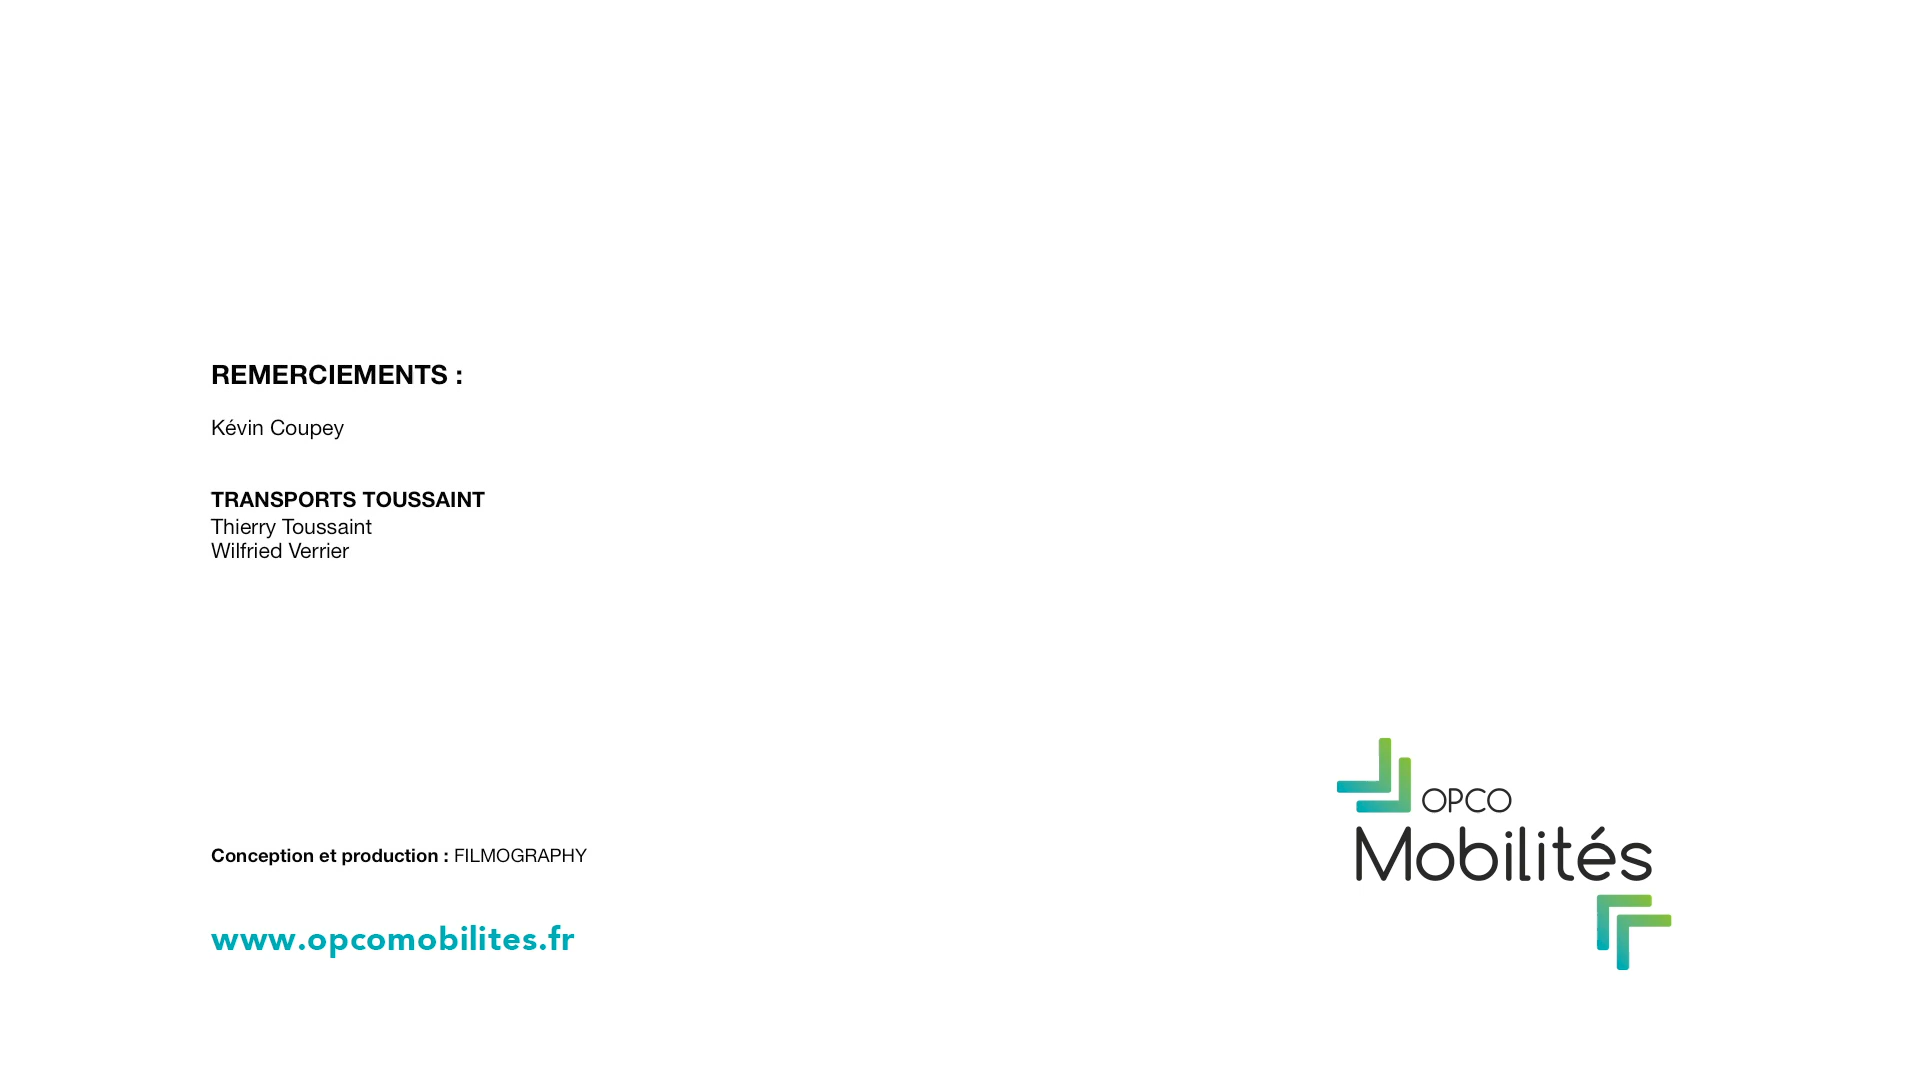 REMERCIEMENTS :
Kévin Coupey
TRANSPORTS TOUSSAINT
Thierry Toussaint
Wilfried Verrier
Conception et production : FILMOGRAPHY
www.opcomobilites.fr
OPCO
Mobilités